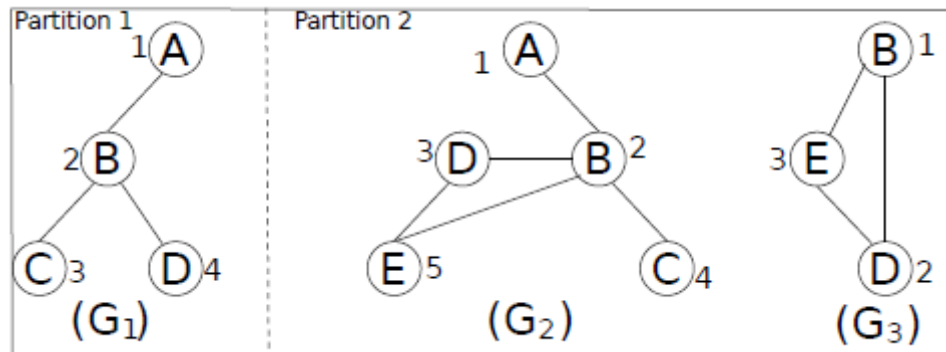 Partition 1
Partition 2
1 A
2 B
C 3
D 4
(G₁)
1 A
3 D
B 2
E 5
C 4
(G₂)
B 1
3 E
D 2
(G₃)